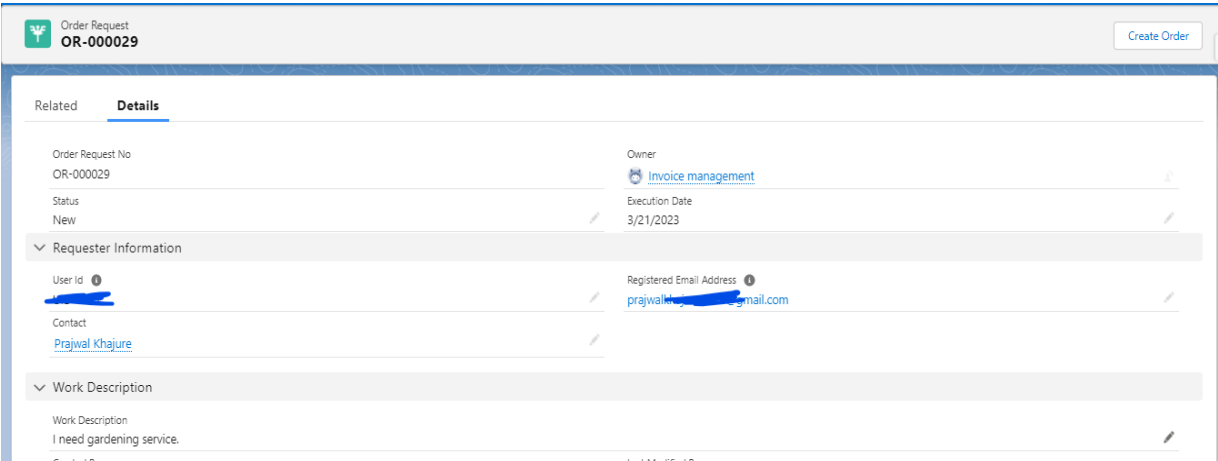 Order Request
OR-000029
Create Order
Related Details
Order Request No
OR-000029
Owner
Invoice management
Status
New
Execution Date
3/21/2023
Requester Information
User Id
Registered Email Address
gmail.com
Contact
Prajwal Khajure
Work Description
Work Description
I need gardening service.